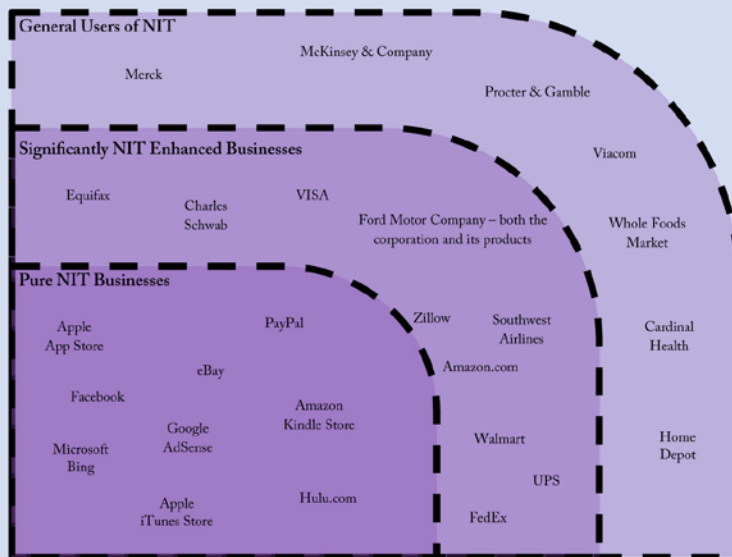 General Users of NIT
McKinsey & Company
Merck
Procter & Gamble
Viacom
Whole Foods
Market
Cardinal
Health
Home
Depot
Significantly NIT Enhanced Businesses
Equifax
Charles
Schwab
VISA
Ford Motor Company – both the
corporation and its products
Zillow
Southwest
Airlines
Amazon.com
Walmart
UPS
FedEx
Pure NIT Businesses
Apple
App Store
PayPal
eBay
Facebook
Amazon
Kindle Store
Google
AdSense
Microsoft
Bing
Apple
iTunes Store
Hulu.com